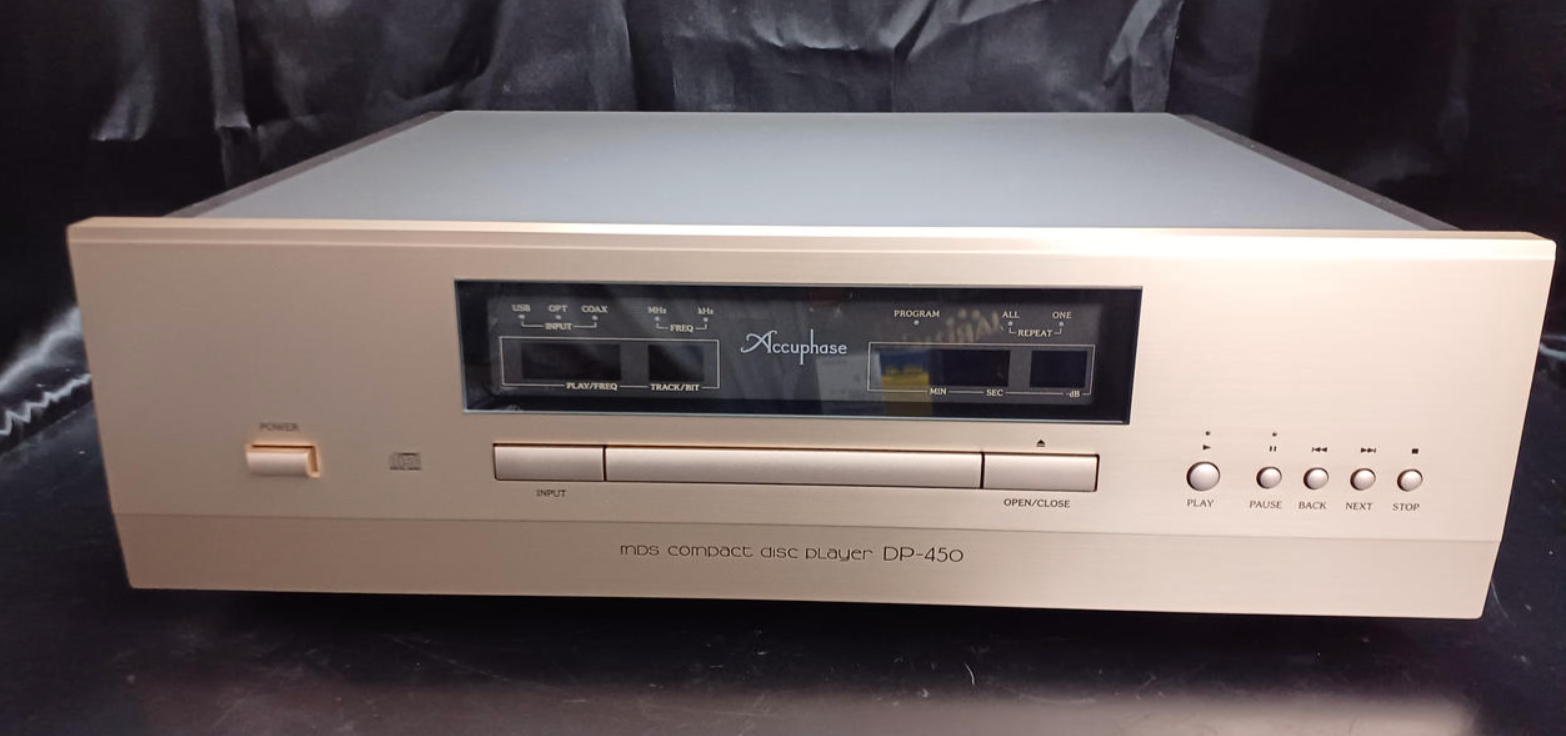 USB OPT COAX MHz kHz
INPUT FREQ
PLAY/FREQ TRACK/BIT
Accuphase
PROGRAM ALL ONE
REPEAT
MIN SEC -dB
POWER
INPUT
OPEN/CLOSE
PLAY PAUSE BACK NEXT STOP
mDs compact disc player DP-450